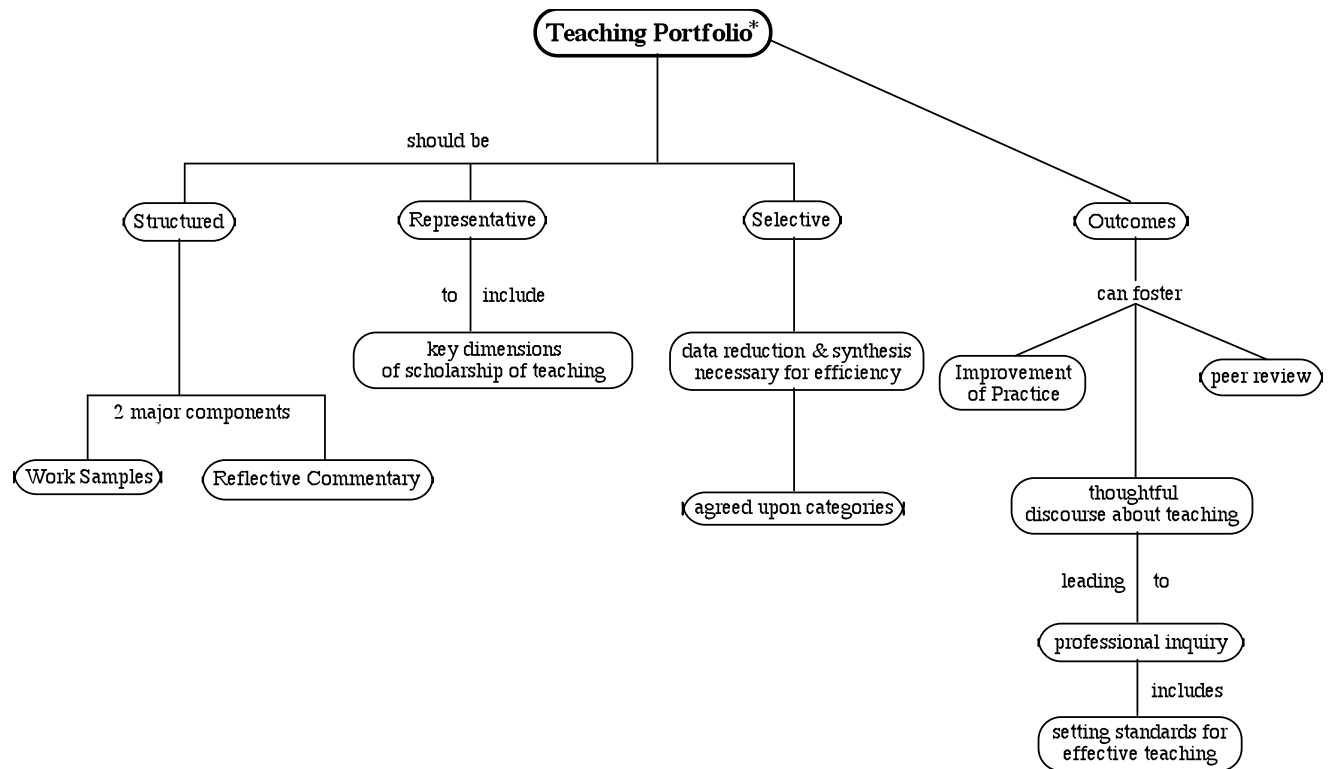 Teaching Portfolio*
should be
Structured
Representative
Selective
Outcomes
to include
can foster
key dimensions
of scholarship of teaching
data reduction & synthesis
necessary for efficiency
Improvement
of Practice
peer review
2 major components
Work Samples
Reflective Commentary
agreed upon categories
thoughtful
discourse about teaching
leading to
professional inquiry
includes
setting standards for
effective teaching